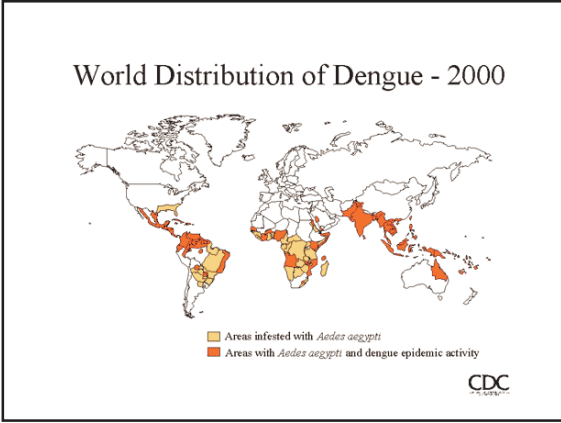 World Distribution of Dengue - 2000
Areas infested with Aedes aegypti
Areas with Aedes aegypti and dengue epidemic activity
CDC